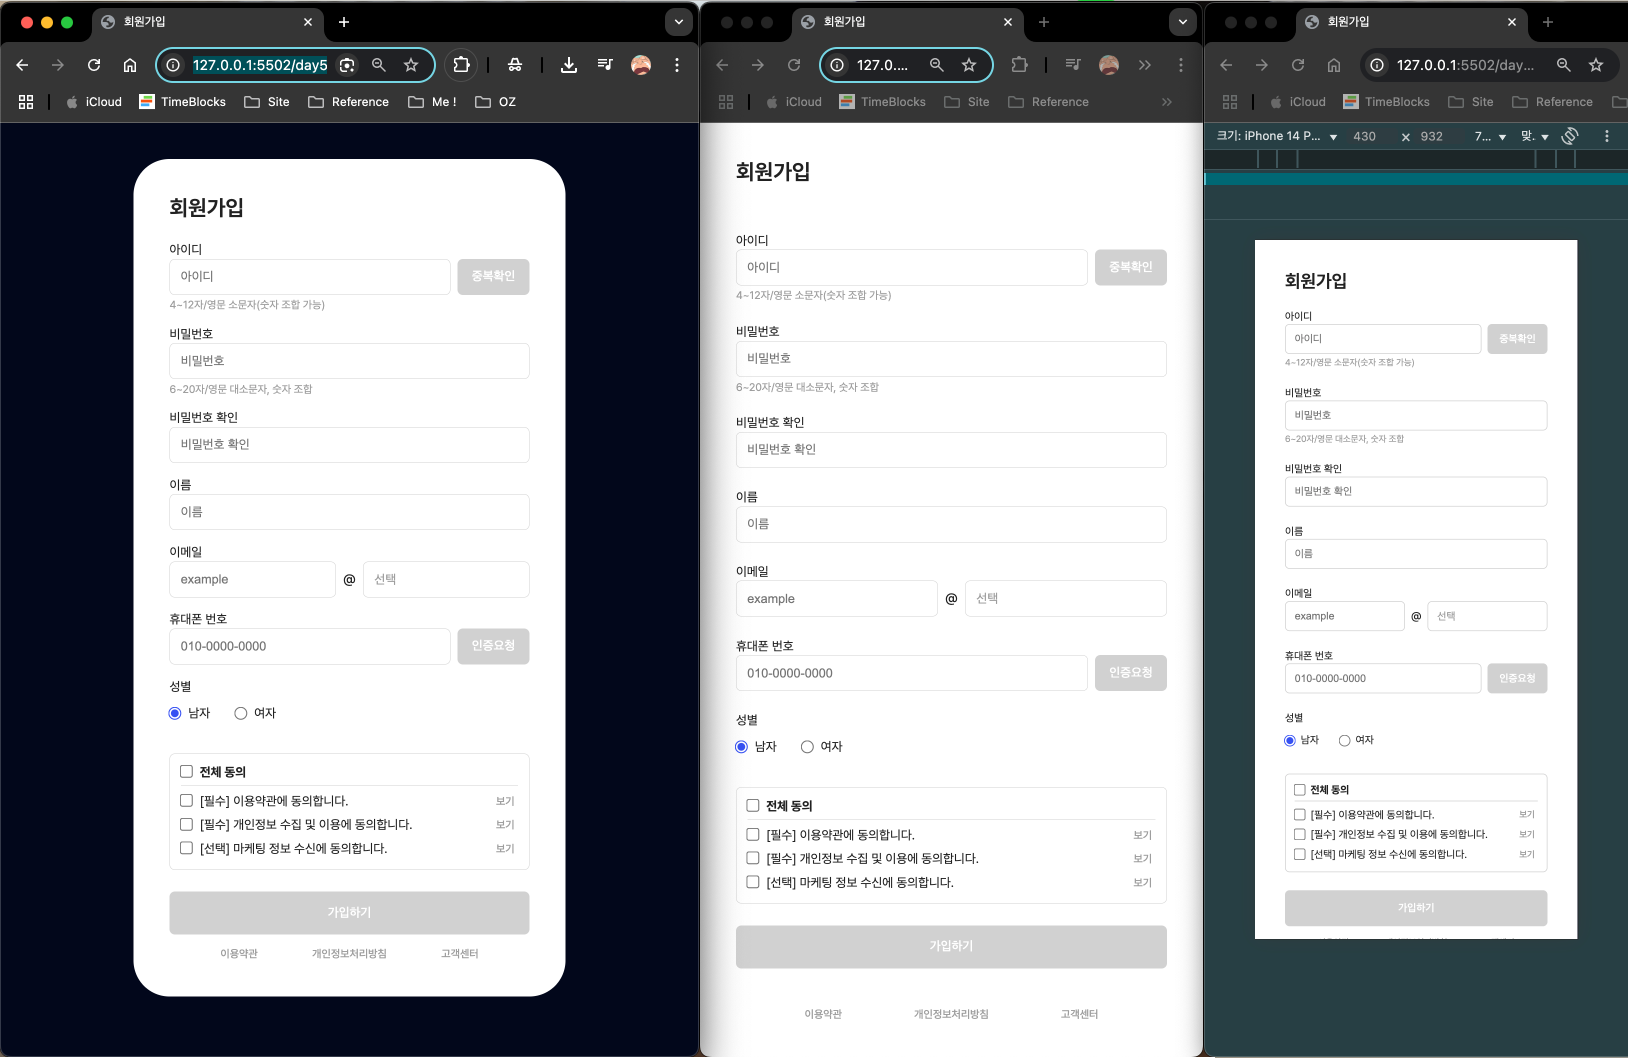 회원가입
127.0.0.1:5502/day5
iCloud
TimeBlocks
Site
Reference
Me !
OZ
회원가입
아이디
아이디
중복확인
4~12자/영문 소문자(숫자 조합 가능)
비밀번호
비밀번호
6~20자/영문 대소문자, 숫자 조합
비밀번호 확인
비밀번호 확인
이름
이름
이메일
example @ 선택
휴대폰 번호
010-0000-0000
인증요청
성별
남자 여자
전체 동의
[필수] 이용약관에 동의합니다. 보기
[필수] 개인정보 수집 및 이용에 동의합니다. 보기
[선택] 마케팅 정보 수신에 동의합니다. 보기
가입하기
이용약관 개인정보처리방침 고객센터
회원가입
127.0....
iCloud
TimeBlocks
Site
Reference
회원가입
아이디
아이디
중복확인
4~12자/영문 소문자(숫자 조합 가능)
비밀번호
비밀번호
6~20자/영문 대소문자, 숫자 조합
비밀번호 확인
비밀번호 확인
이름
이름
이메일
example @ 선택
휴대폰 번호
010-0000-0000
인증요청
성별
남자 여자
전체 동의
[필수] 이용약관에 동의합니다. 보기
[필수] 개인정보 수집 및 이용에 동의합니다. 보기
[선택] 마케팅 정보 수신에 동의합니다. 보기
가입하기
이용약관 개인정보처리방침 고객센터
회원가입
127.0.0.1:5502/day...
iCloud
TimeBlocks
Site
Reference
크기: iPhone 14 P... 430 x 932 7... 맞.
회원가입
아이디
아이디
중복확인
4~12자/영문 소문자(숫자 조합 가능)
비밀번호
비밀번호
6~20자/영문 대소문자, 숫자 조합
비밀번호 확인
비밀번호 확인
이름
이름
이메일
example @ 선택
휴대폰 번호
010-0000-0000
인증요청
성별
남자 여자
전체 동의
[필수] 이용약관에 동의합니다. 보기
[필수] 개인정보 수집 및 이용에 동의합니다. 보기
[선택] 마케팅 정보 수신에 동의합니다. 보기
가입하기